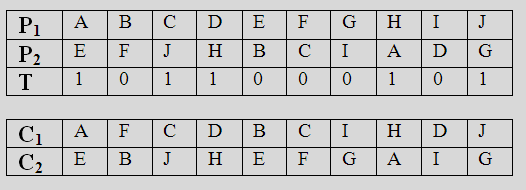 P1 A B C D E F G H I J
P2 E F J H B C I A D G
T 1 0 1 1 0 0 0 1 0 1
C1 A F C D B C I H D J
C2 E B J H E F G A I G